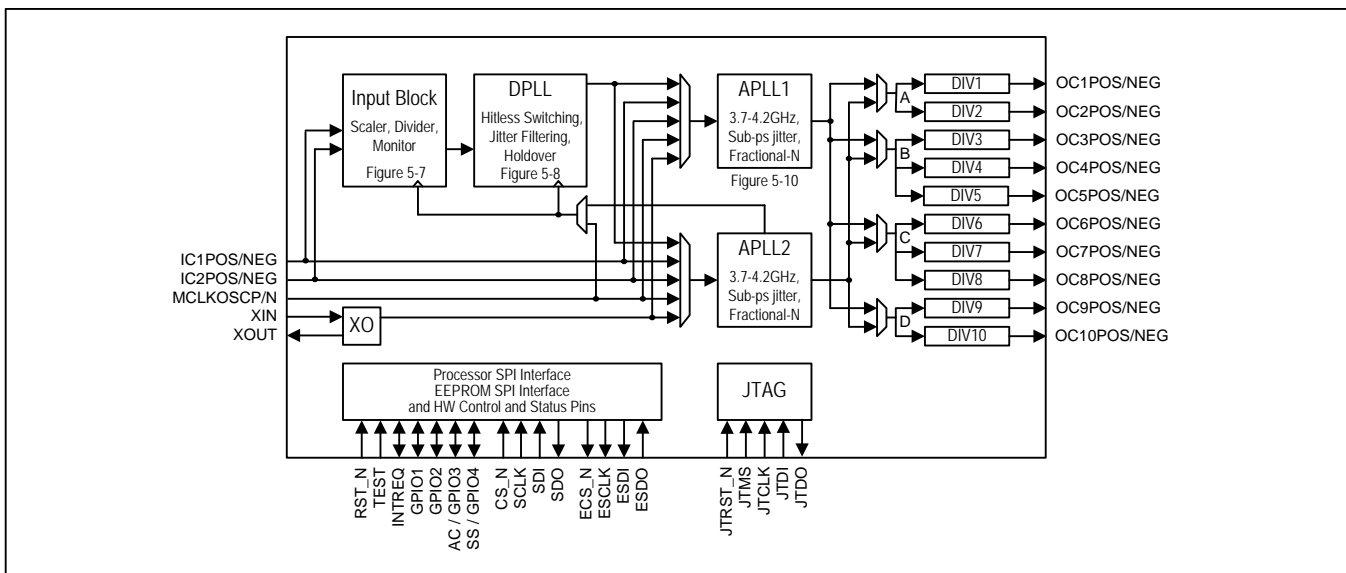 Input Block
Scaler, Divider,
Monitor
Figure 5-7
DPLL
Hitless Switching,
Jitter Filtering,
Holdover
Figure 5-8
APLL1
3.7-4.2GHz,
Sub-ps jitter,
Fractional-N
Figure 5-10
APLL2
3.7-4.2GHz,
Sub-ps jitter,
Fractional-N
A
B
C
D
DIV1
DIV2
DIV3
DIV4
DIV5
DIV6
DIV7
DIV8
DIV9
DIV10
OC1POS/NEG
OC2POS/NEG
OC3POS/NEG
OC4POS/NEG
OC5POS/NEG
OC6POS/NEG
OC7POS/NEG
OC8POS/NEG
OC9POS/NEG
OC10POS/NEG
IC1POS/NEG
IC2POS/NEG
MCLKOSCP/N
XIN
XOUT
XO
Processor SPI Interface
EEPROM SPI Interface
and HW Control and Status Pins
JTAG
RST_N
TEST
INTREQ
GPIO1
GPIO2
AC / GPIO3
SS / GPIO4
CS_N
SCLK
SDI
SDO
ECS_N
ESCLK
ESDI
ESDO
JTRST_N
JTMS
JTCLK
JTDI
JTDO